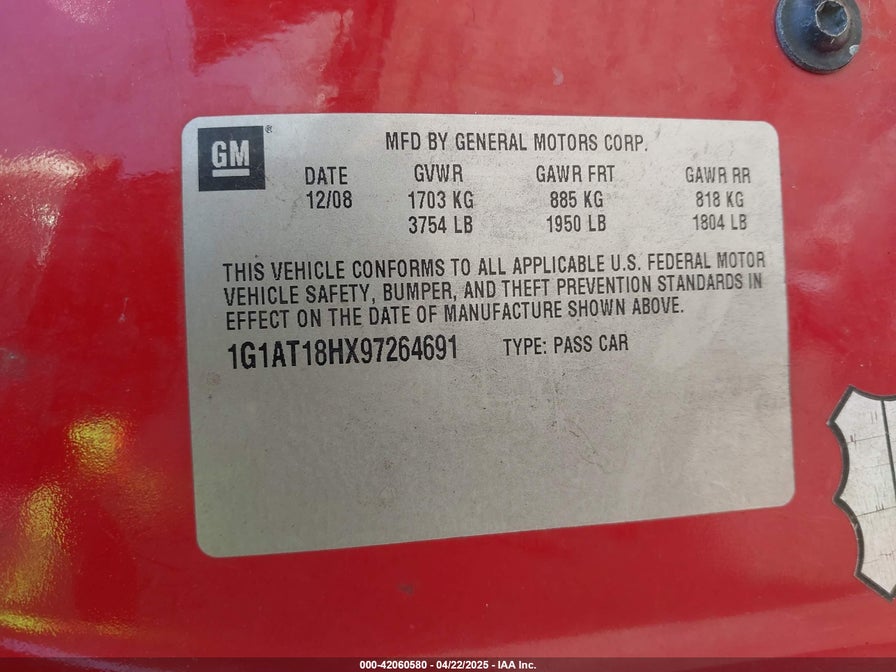 GM ®
MFD BY GENERAL MOTORS CORP.
DATE GVWR GAWR FRT GAWR RR
12/08 1703 KG 885 KG 818 KG
3754 LB 1950 LB 1804 LB
THIS VEHICLE CONFORMS TO ALL APPLICABLE U.S. FEDERAL MOTOR
VEHICLE SAFETY, BUMPER, AND THEFT PREVENTION STANDARDS IN
EFFECT ON THE DATE OF MANUFACTURE SHOWN ABOVE.
1G1AT18HX97264691 TYPE: PASS CAR
000-42060580 - 04/22/2025 - IAA Inc.